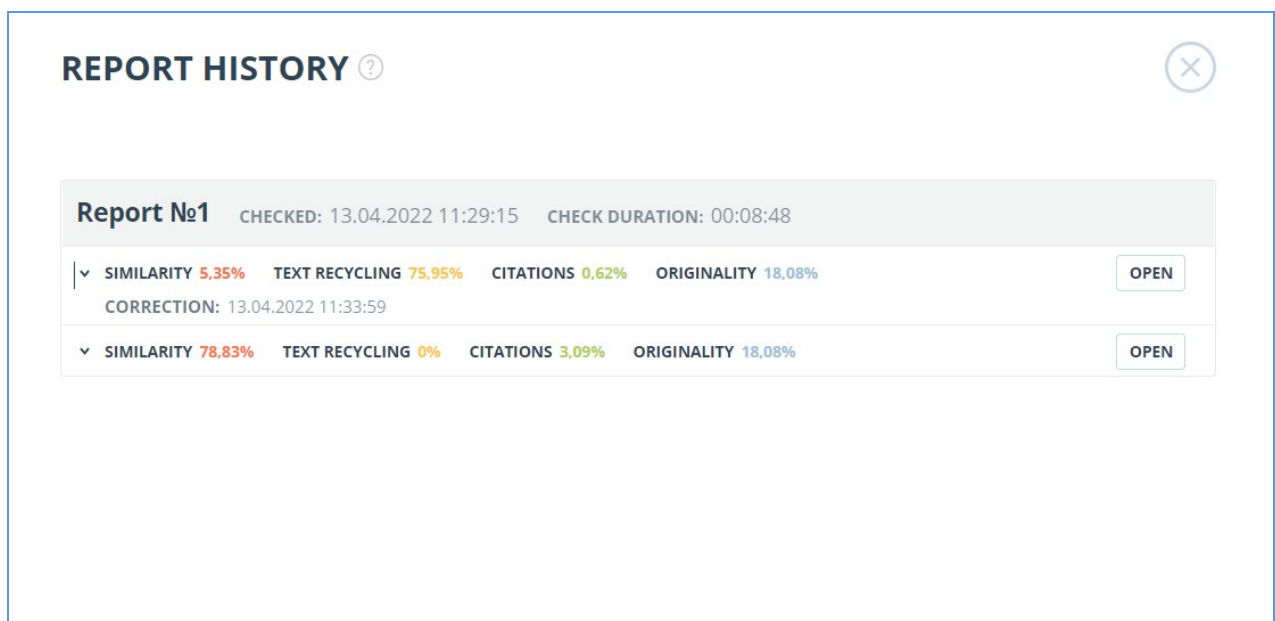 REPORT HISTORY ?
Report №1 CHECKED: 13.04.2022 11:29:15 CHECK DURATION: 00:08:48
SIMILARITY 5,35% TEXT RECYCLING 75,95% CITATIONS 0,62% ORIGINALITY 18,08% OPEN
CORRECTION: 13.04.2022 11:33:59
SIMILARITY 78,83% TEXT RECYCLING 0% CITATIONS 3,09% ORIGINALITY 18,08% OPEN